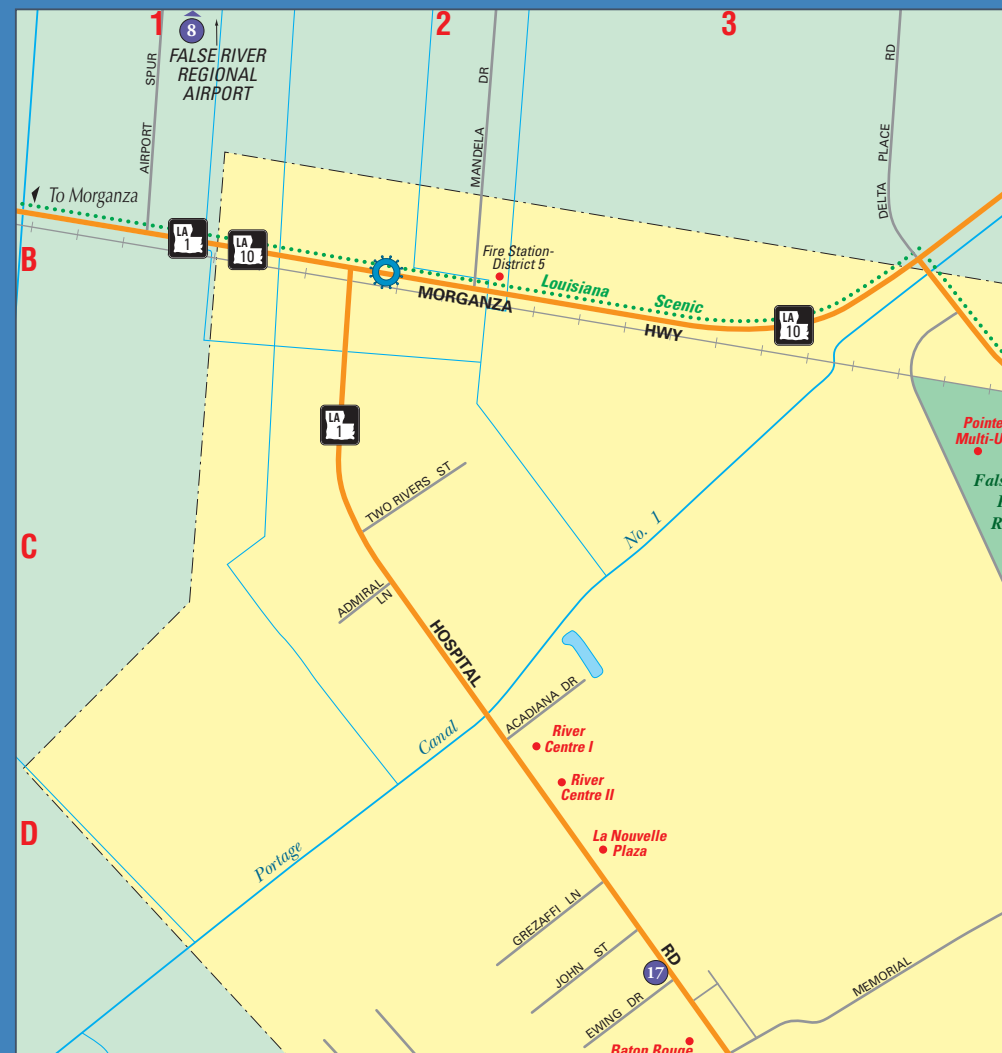 1
2
3
8
FALSE RIVER
REGIONAL
AIRPORT
AIRPORT SPUR
MANDELA DR
DELTA PLACE RD
To Morganza
B
LA
1
LA
10
Fire Station-
District 5
Louisiana Scenic
MORGANZA HWY
LA
10
LA
1
Pointe
Multi-U
Fals
R
TWO RIVERS ST
C
No. 1
ADMIRAL
LN
HOSPITAL RD
ACADIANA DR
Portage Canal
River
Centre I
River
Centre II
D
La Nouvelle
Plaza
GREZAFFI LN
JOHN ST
17
EWING DR
MEMORIAL
Baton Rouge